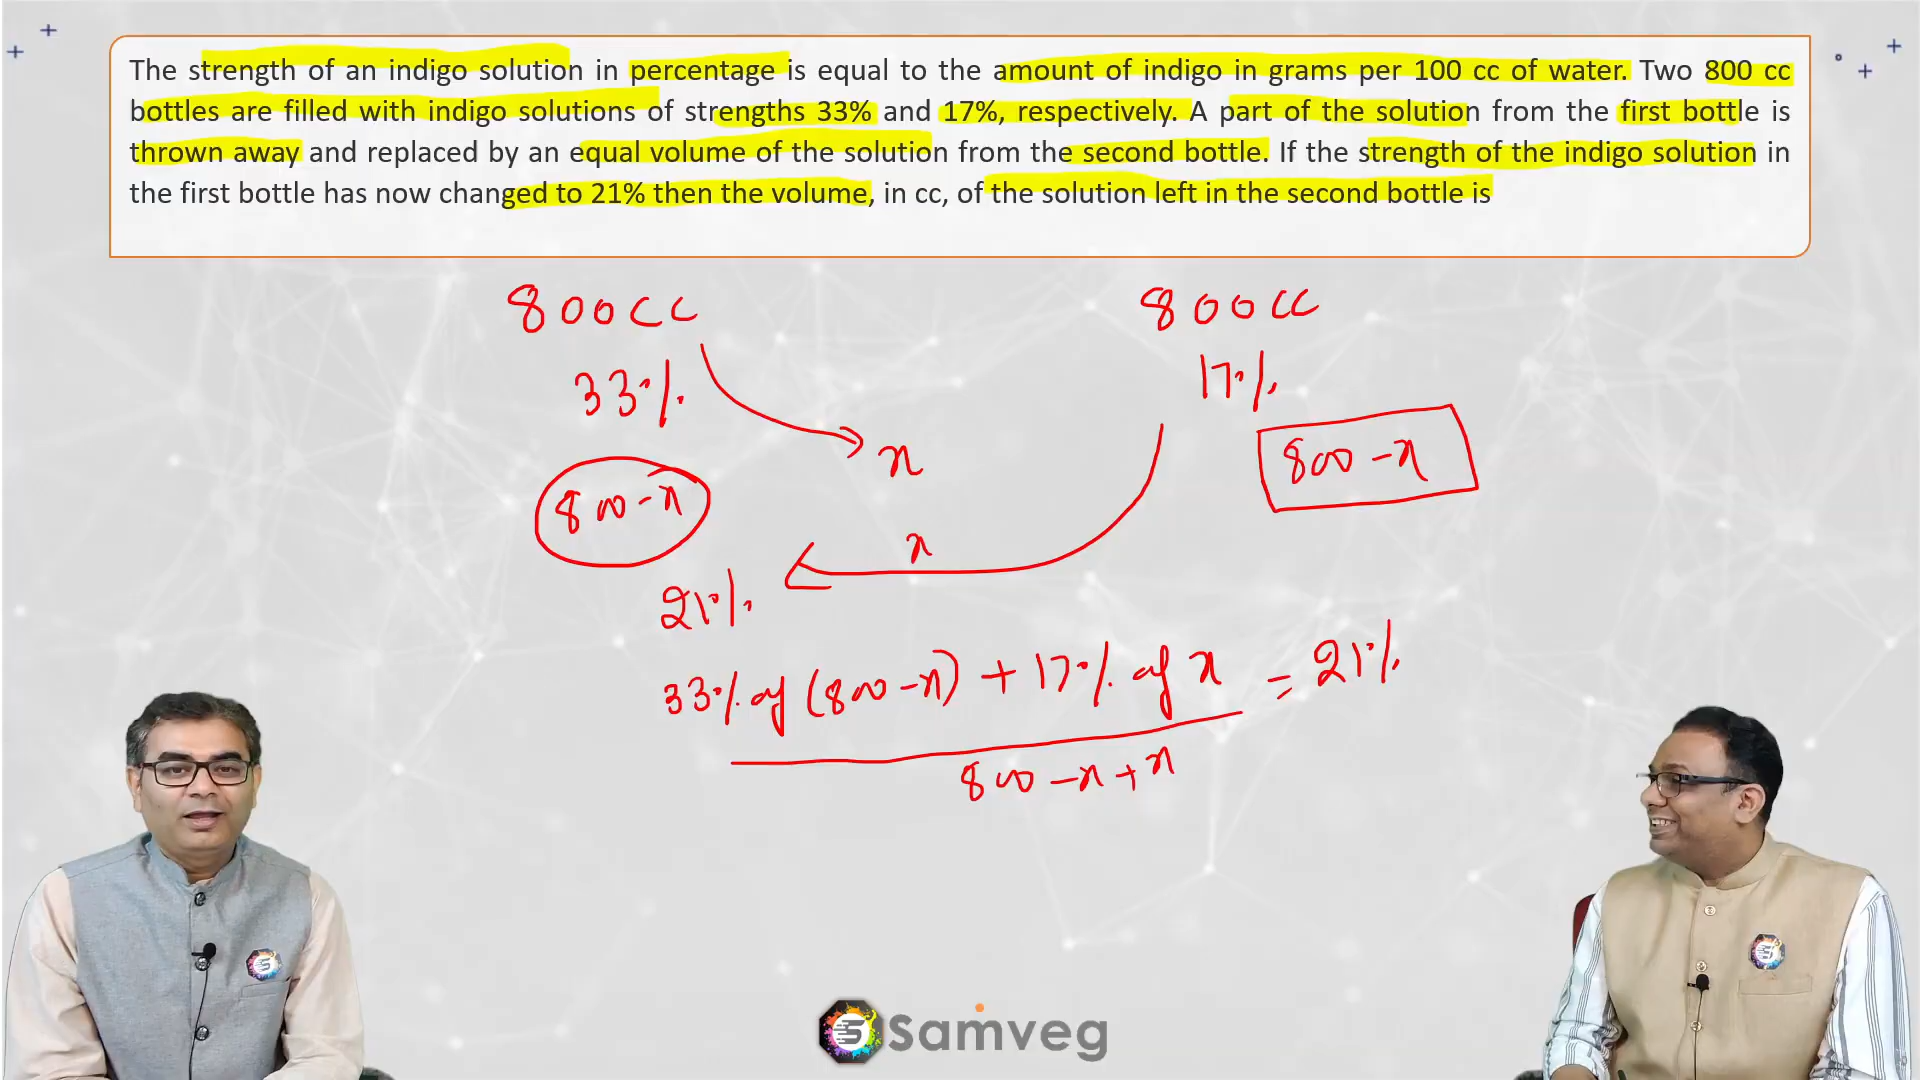 The strength of an indigo solution in percentage is equal to the amount of indigo in grams per 100 cc of water. Two 800 cc
bottles are filled with indigo solutions of strengths 33% and 17%, respectively. A part of the solution from the first bottle is
thrown away and replaced by an equal volume of the solution from the second bottle. If the strength of the indigo solution in
the first bottle has now changed to 21% then the volume, in cc, of the solution left in the second bottle is
800CC 800CC
33% 17%
x
800-x 800-x
x
21%
33% of (800-x) + 17% of x = 21%
800-x+x
Samveg